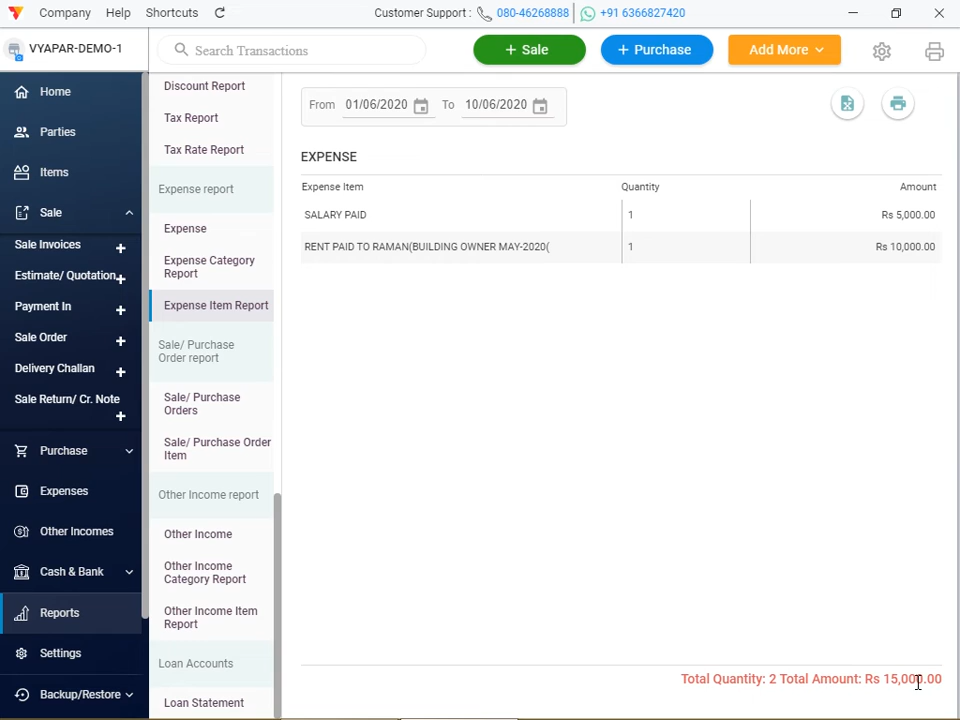 Company Help Shortcuts Customer Support : 080-46268888 +91 6366827420
VYAPAR-DEMO-1
Search Transactions
+ Sale
+ Purchase
Add More
Home
Parties
Items
Sale
Sale Invoices
Estimate/ Quotation
Payment In
Sale Order
Delivery Challan
Sale Return/ Cr. Note
Purchase
Expenses
Other Incomes
Cash & Bank
Reports
Settings
Backup/Restore
Discount Report
Tax Report
Tax Rate Report
Expense report
Expense
Expense Category
Report
Expense Item Report
Sale/ Purchase
Order report
Sale/ Purchase
Orders
Sale/ Purchase Order
Item
Other Income report
Other Income
Other Income
Category Report
Other Income Item
Report
Loan Accounts
Loan Statement
From 01/06/2020 To 10/06/2020
EXPENSE
Expense Item Quantity Amount
SALARY PAID 1 Rs 5,000.00
RENT PAID TO RAMAN(BUILDING OWNER MAY-2020( 1 Rs 10,000.00
Total Quantity: 2 Total Amount: Rs 15,000.00